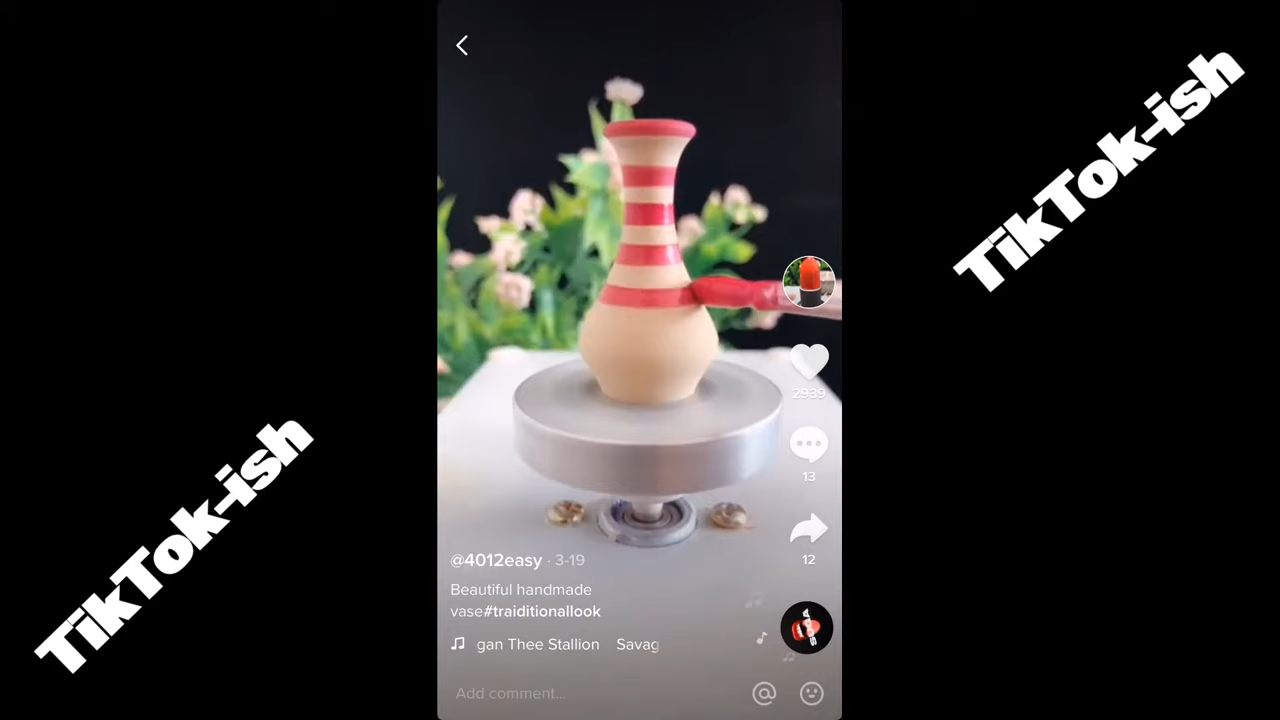 TikTok-ish
TikTok-ish
2939
13
12
@4012easy · 3-19
Beautiful handmade
vase#traiditionallook
gan Thee Stallion Savag
Add comment...